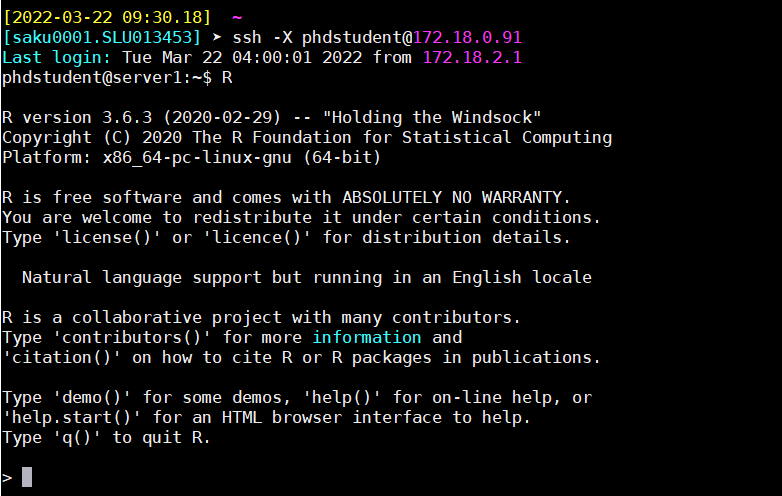 [2022-03-22 09:30.18]  ~
[saku0001.SLU013453] ➤ ssh -X phdstudent@172.18.0.91
Last login: Tue Mar 22 04:00:01 2022 from 172.18.2.1
phdstudent@server1:~$ R
R version 3.6.3 (2020-02-29) -- "Holding the Windsock"
Copyright (C) 2020 The R Foundation for Statistical Computing
Platform: x86_64-pc-linux-gnu (64-bit)
R is free software and comes with ABSOLUTELY NO WARRANTY.
You are welcome to redistribute it under certain conditions.
Type 'license()' or 'licence()' for distribution details.
  Natural language support but running in an English locale
R is a collaborative project with many contributors.
Type 'contributors()' for more information and
'citation()' on how to cite R or R packages in publications.
Type 'demo()' for some demos, 'help()' for on-line help, or
'help.start()' for an HTML browser interface to help.
Type 'q()' to quit R.
>